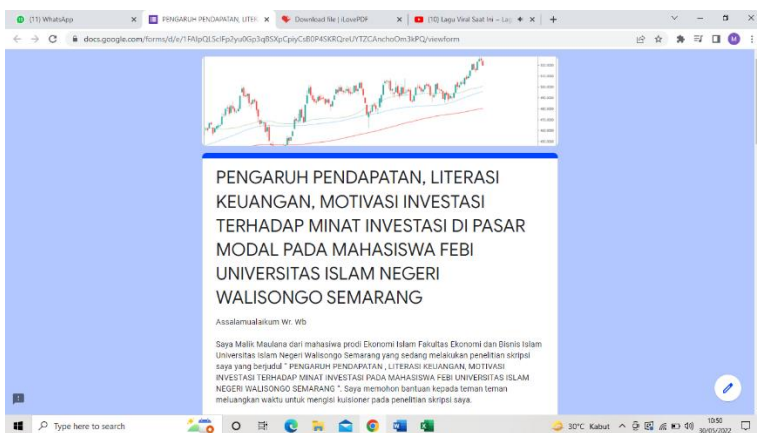 (11) WhatsApp
PENGARUH PENDAPATAN, LITER
Download file | iLovePDF
(10) Lagu Viral Saat Ini - Lag
docs.google.com/forms/d/e/
PENGARUH PENDAPATAN, LITERASI
KEUANGAN, MOTIVASI INVESTASI
TERHADAP MINAT INVESTASI DI PASAR
MODAL PADA MAHASISWA FEBI
UNIVERSITAS ISLAM NEGERI
WALISONGO SEMARANG
Assalamualaikum Wr. Wb
Saya Malik Maulana dari mahasiwa prodi Ekonomi Islam Fakultas Ekonomi dan Bisnis Islam
Universitas Islam Negeri Walisongo Semarang yang sedang melakukan penelitian skripsi
saya yang berjudul " PENGARUH PENDAPATAN , LITERASI KEUANGAN, MOTIVASI
INVESTASI TERHADAP MINAT INVESTASI PADA MAHASISWA FEBI UNIVERSITAS ISLAM
NEGERI WALISONGO SEMARANG ". Saya memohon bantuan kepada teman teman
meluangkan waktu untuk mengisi kuisioner pada penelitian skripsi saya.
Type here to search
30°C Kabut
10:50
30/05/2022